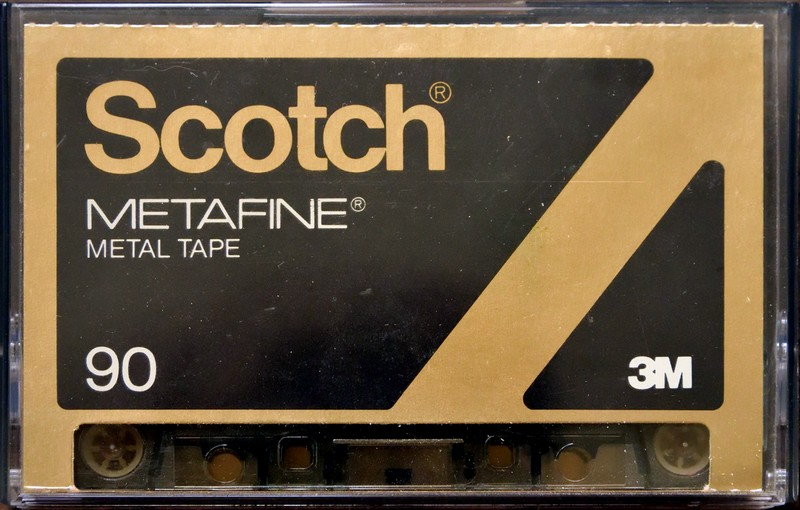 Scotch®
METAFINE®
METAL TAPE
90
3M